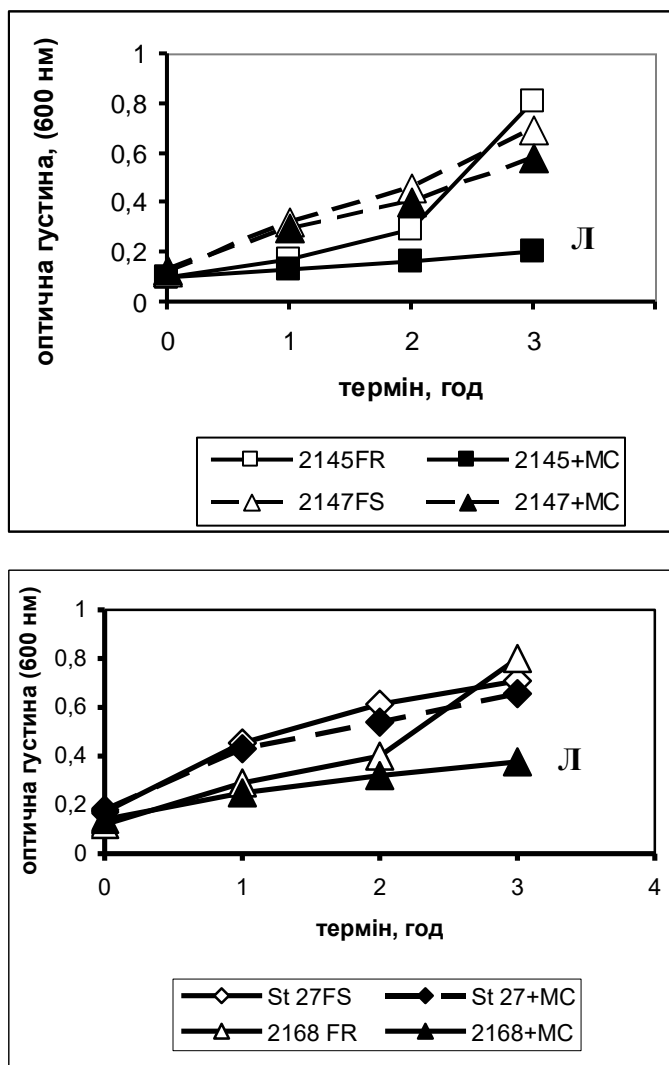 оптична густина, (600 нм)
1
0,8
0,6
0,4
0,2
0
Л
0 1 2 3
термін, год
2145FR 2145+MC
2147FS 2147+MC
оптична густина (600 нм)
1
0,8
0,6
0,4
0,2
0
Л
0 1 2 3 4
термін, год
St 27FS St 27+MC
2168 FR 2168+MC